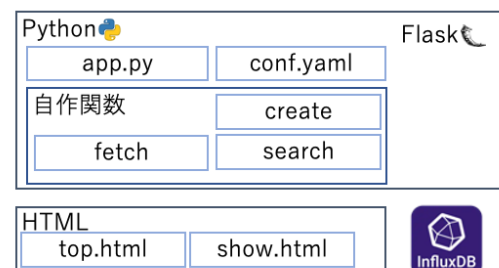 Python
Flask
app.py
conf.yaml
自作関数
create
fetch
search
HTML
top.html
show.html
InfluxDB